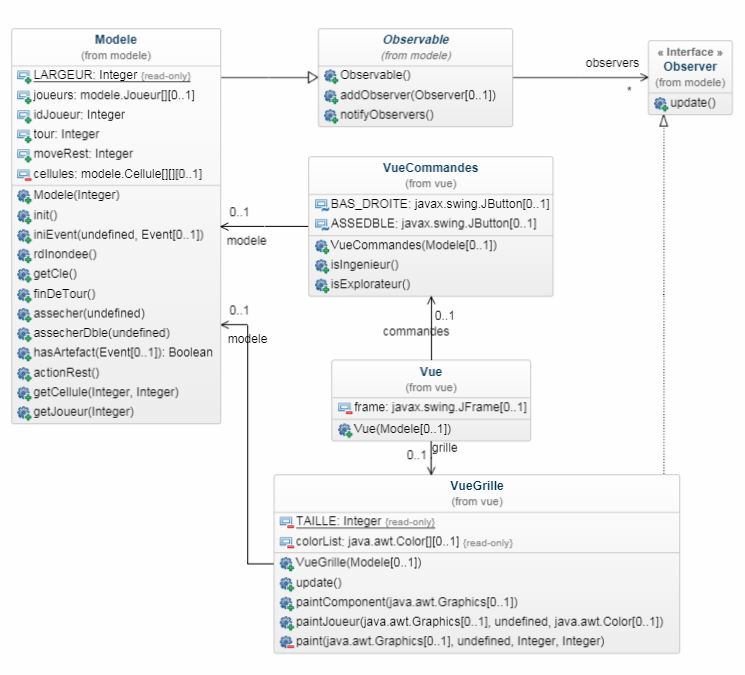 Modele
(from modele)
LARGEUR: Integer {read-only}
joueurs: modele.Joueur[][0..1]
idJoueur: Integer
tour: Integer
moveRest: Integer
cellules: modele.Cellule[][][0..1]
Modele(Integer)
init()
iniEvent(undefined, Event[0..1])
rdInondee()
getCle()
finDeTour()
assecher(undefined)
assecherDble(undefined)
hasArtefact(Event[0..1]): Boolean
actionRest()
getCellule(Integer, Integer)
getJoueur(Integer)
Observable
(from modele)
Observable()
addObserver(Observer[0..1])
notifyObservers()
observers
*
« Interface »
Observer
(from modele)
update()
VueCommandes
(from vue)
BAS_DROITE: javax.swing.JButton[0..1]
ASSEDBLE: javax.swing.JButton[0..1]
VueCommandes(Modele[0..1])
isIngenieur()
isExplorateur()
0..1
modele
0..1
modele
0..1
commandes
Vue
(from vue)
frame: javax.swing.JFrame[0..1]
Vue(Modele[0..1])
grille
0..1
VueGrille
(from vue)
TAILLE: Integer {read-only}
colorList: java.awt.Color[][0..1] {read-only}
VueGrille(Modele[0..1])
update()
paintComponent(java.awt.Graphics[0..1])
paintJoueur(java.awt.Graphics[0..1], undefined, java.awt.Color[0..1])
paint(java.awt.Graphics[0..1], undefined, Integer, Integer)